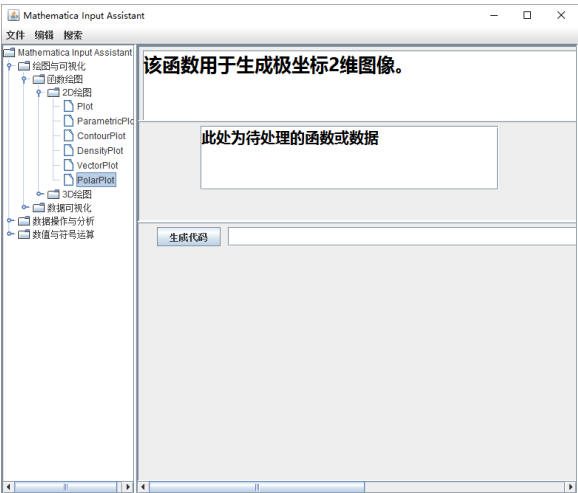 Mathematica Input Assistant
文件 编辑 搜索
Mathematica Input Assistant
绘图与可视化
函数绘图
2D绘图
Plot
ParametricPlo
ContourPlot
DensityPlot
VectorPlot
PolarPlot
3D绘图
数据可视化
数据操作与分析
数值与符号运算
该函数用于生成极坐标2维图像。
此处为待处理的函数或数据
生成代码